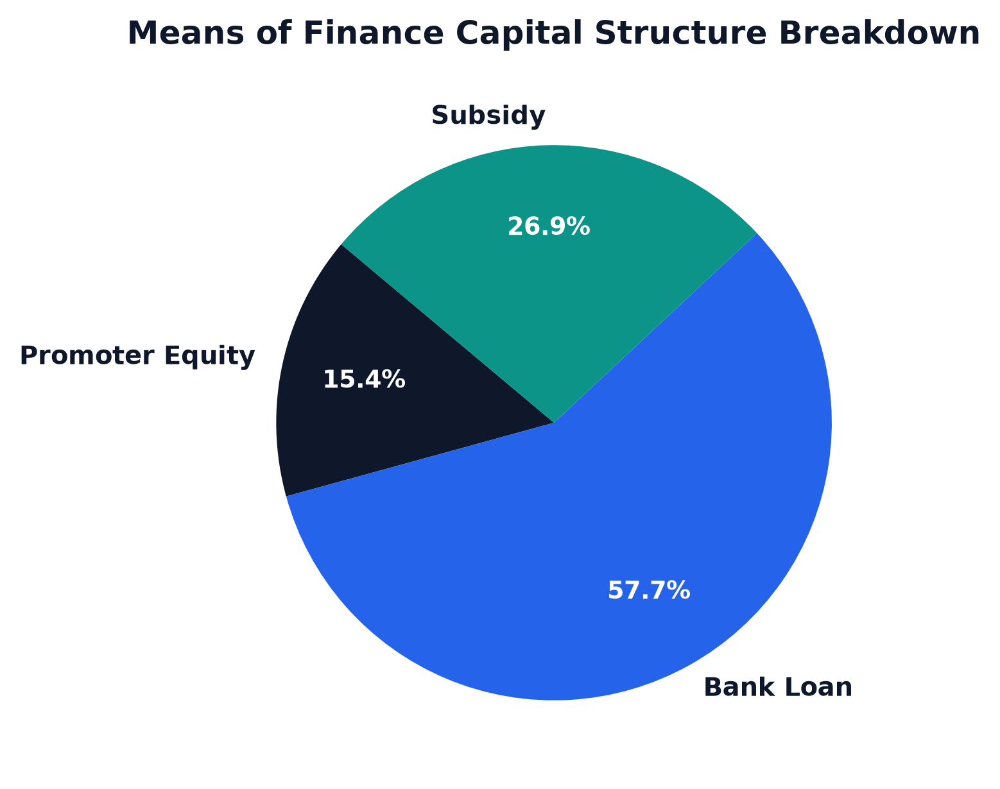 Means of Finance Capital Structure Breakdown
Subsidy
26.9%
Promoter Equity
15.4%
57.7%
Bank Loan